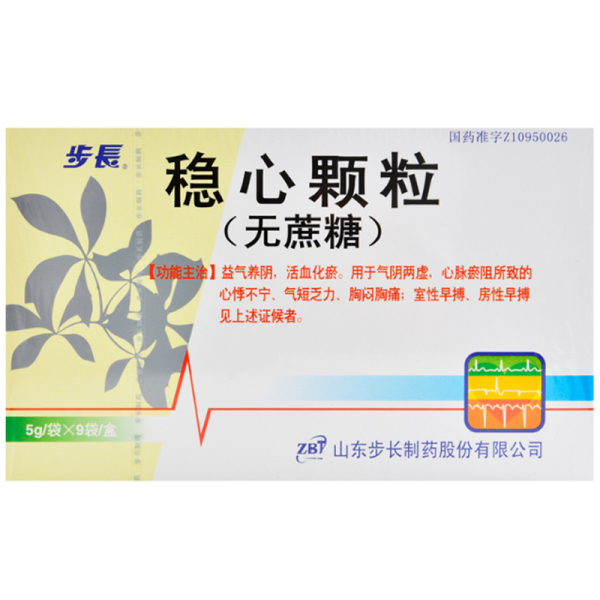 国药准字Z10950026
步長
稳心颗粒
（无蔗糖）
【功能主治】益气养阴，活血化瘀。用于气阴两虚，心脉瘀阻所致的
心悸不宁、气短乏力、胸闷胸痛；室性早搏、房性早搏
见上述证候者。
5g/袋×9袋/盒
ZBT 山东步长制药股份有限公司